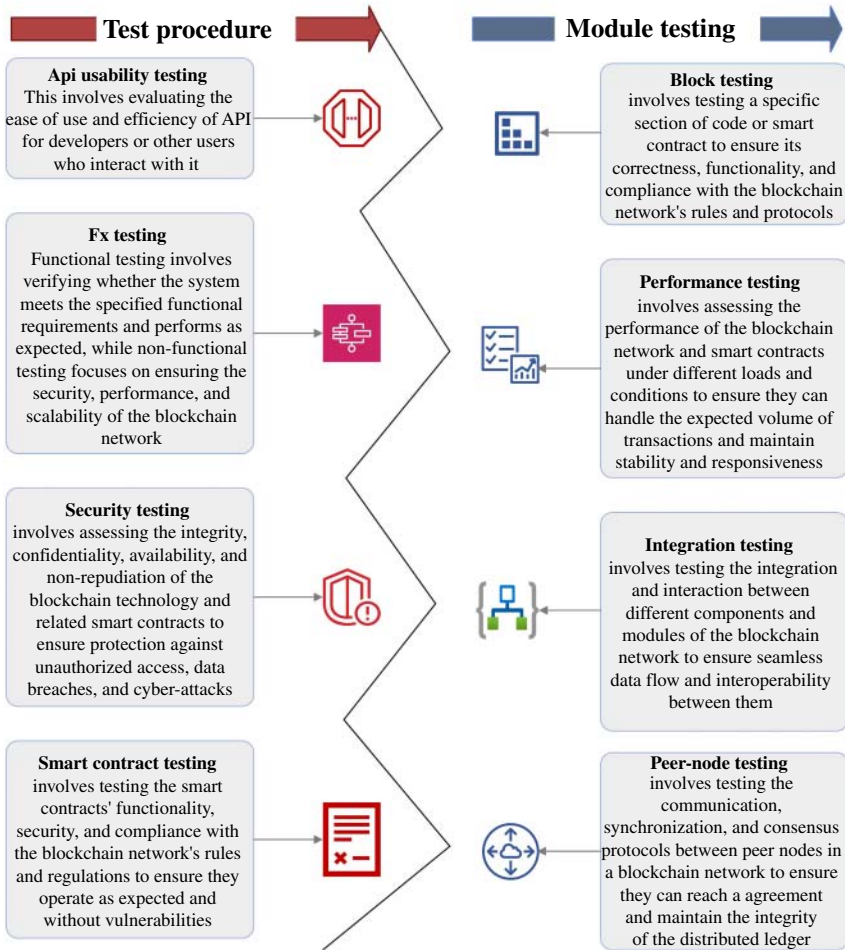 Test procedure
Api usability testing
This involves evaluating the
ease of use and efficiency of API
for developers or other users
who interact with it
Fx testing
Functional testing involves
verifying whether the system
meets the specified functional
requirements and performs as
expected, while non-functional
testing focuses on ensuring the
security, performance, and
scalability of the blockchain
network
Security testing
involves assessing the integrity,
confidentiality, availability, and
non-repudiation of the
blockchain technology and
related smart contracts to
ensure protection against
unauthorized access, data
breaches, and cyber-attacks
Smart contract testing
involves testing the smart
contracts' functionality,
security, and compliance with
the blockchain network's rules
and regulations to ensure they
operate as expected and
without vulnerabilities
Module testing
Block testing
involves testing a specific
section of code or smart
contract to ensure its
correctness, functionality, and
compliance with the blockchain
network's rules and protocols
Performance testing
involves assessing the
performance of the blockchain
network and smart contracts
under different loads and
conditions to ensure they can
handle the expected volume of
transactions and maintain
stability and responsiveness
Integration testing
involves testing the integration
and interaction between
different components and
modules of the blockchain
network to ensure seamless
data flow and interoperability
between them
Peer-node testing
involves testing the
communication,
synchronization, and consensus
protocols between peer nodes in
a blockchain network to ensure
they can reach a agreement
and maintain the integrity
of the distributed ledger